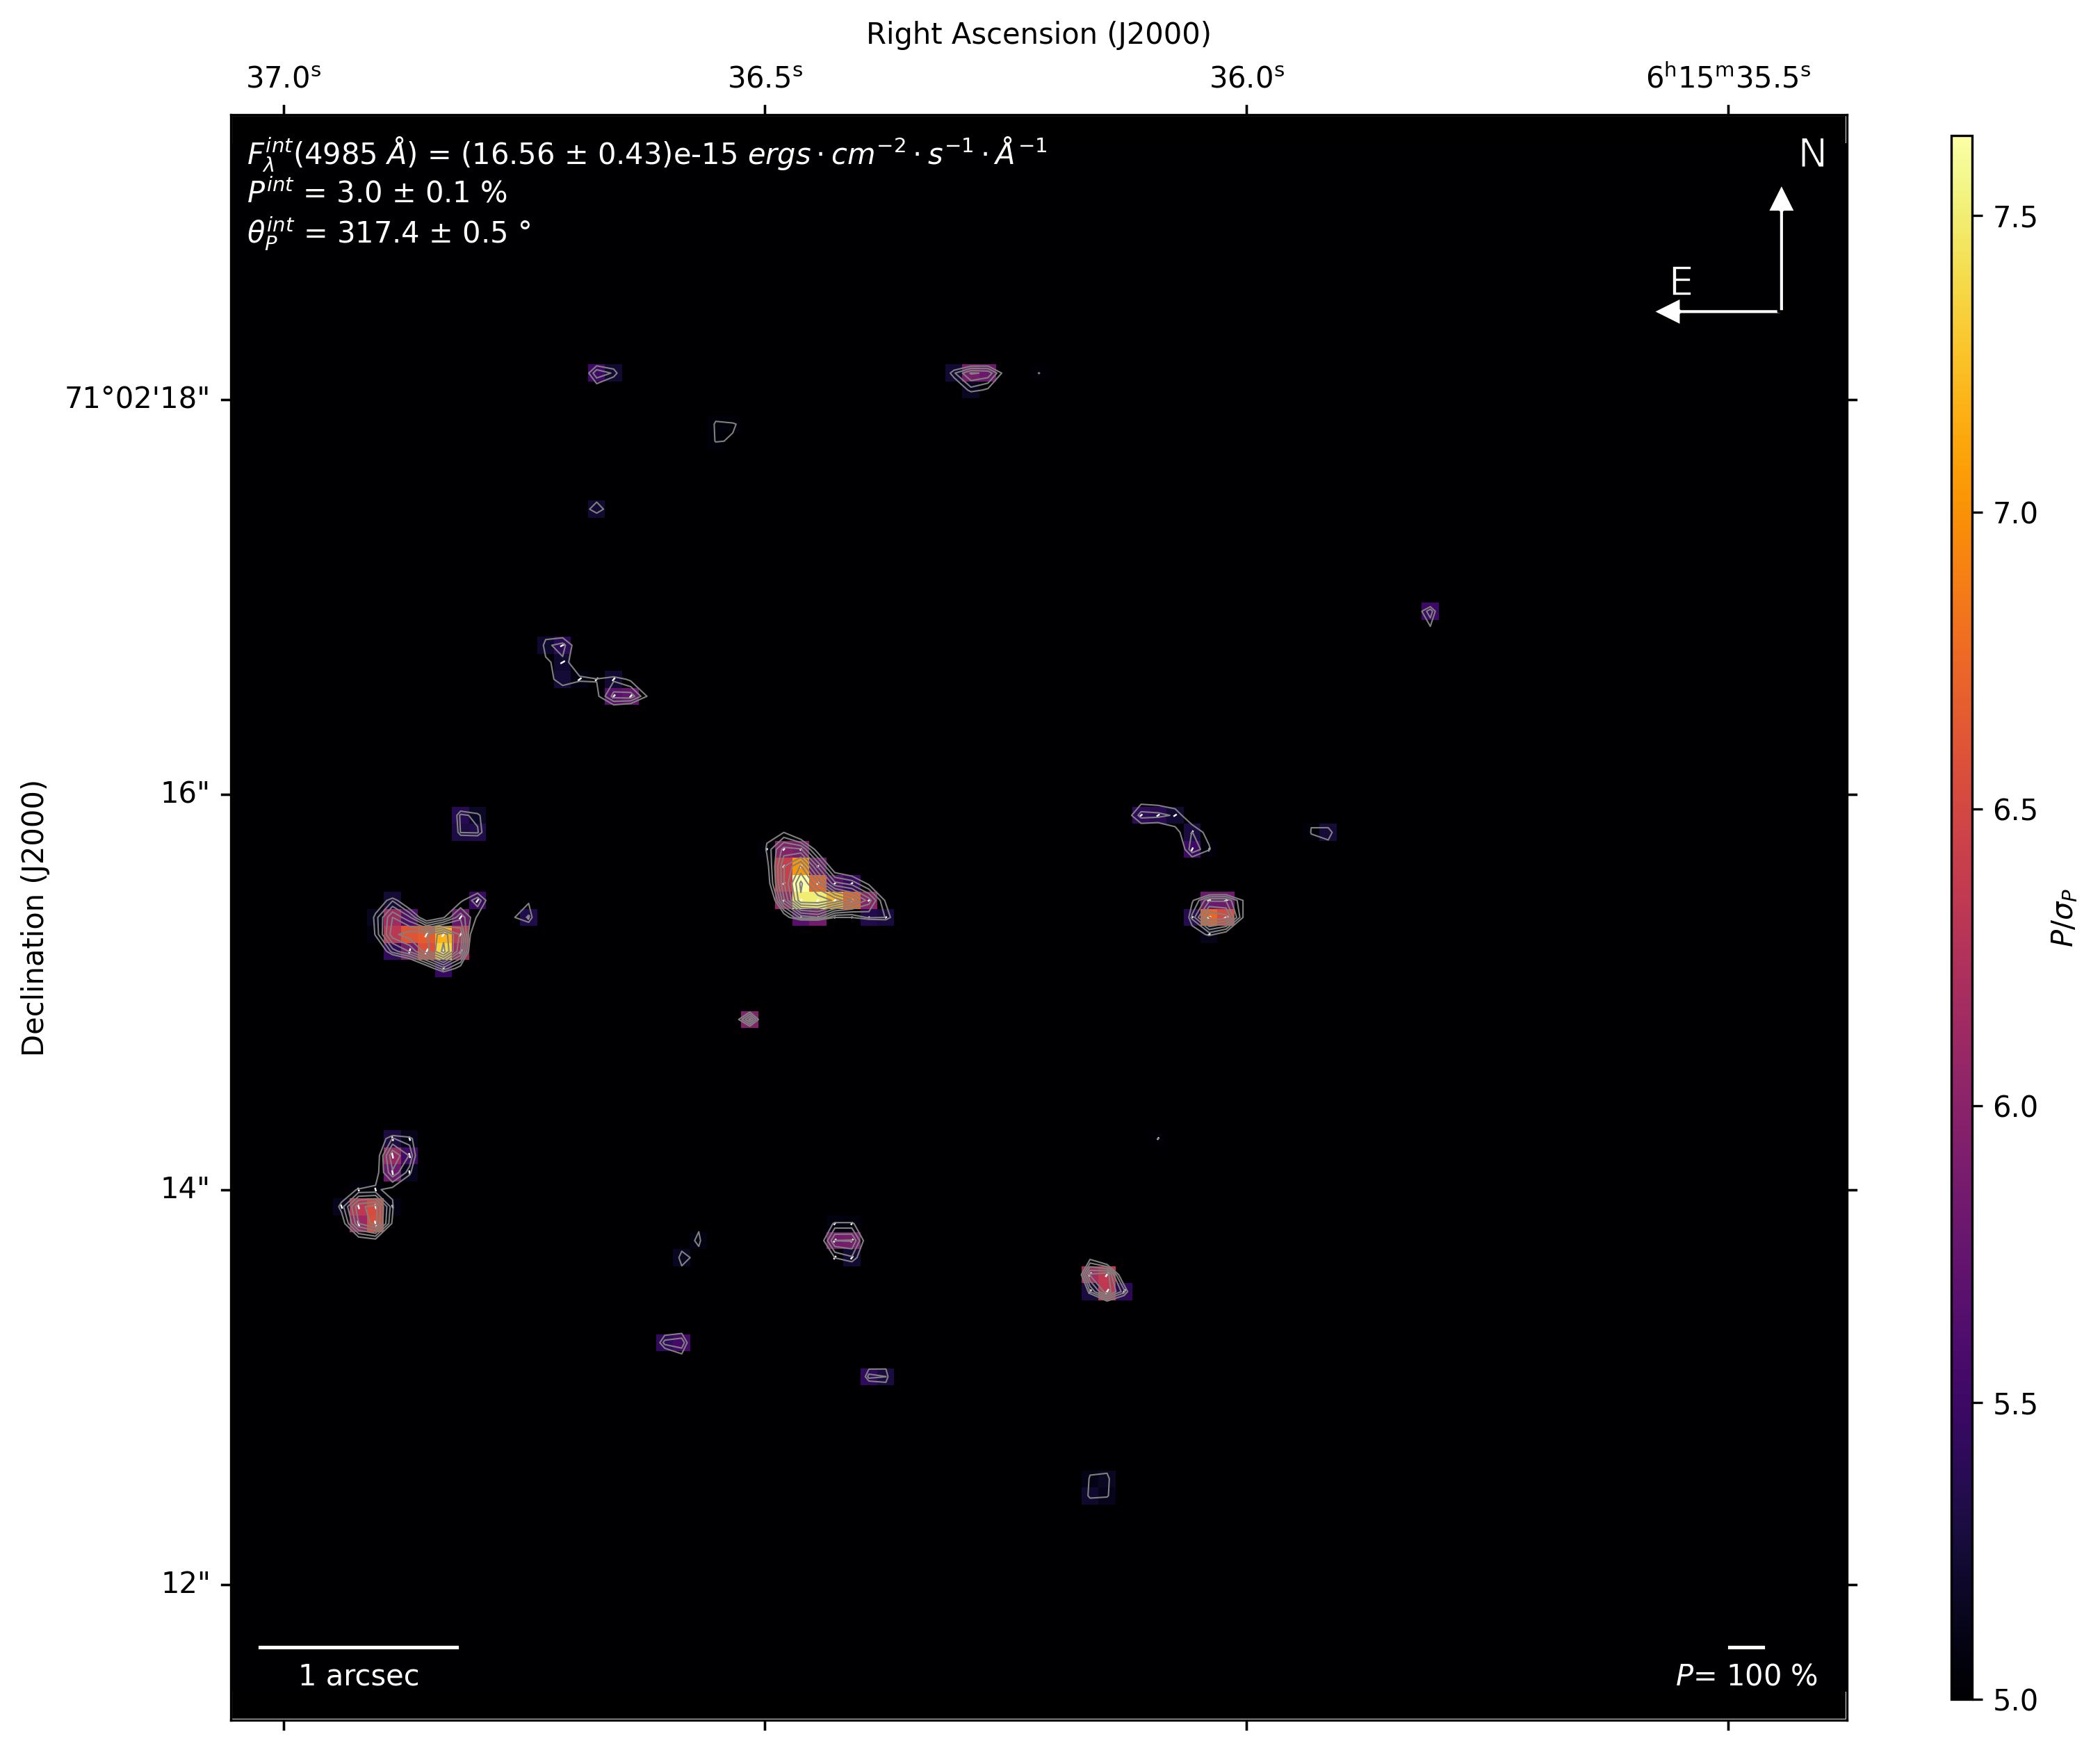 Right Ascension (J2000)
37.0ˢ 36.5ˢ 36.0ˢ 6ʰ15ᵐ35.5ˢ
F_λ^int(4985 Å) = (16.56 ± 0.43)e-15 ergs · cm⁻² · s⁻¹ · Å⁻¹
P^int = 3.0 ± 0.1 %
θ_P^int = 317.4 ± 0.5 °
N
E
71°02'18"
16"
14"
12"
Declination (J2000)
1 arcsec
P= 100 %
7.5
7.0
6.5
6.0
5.5
5.0
P/σ_P